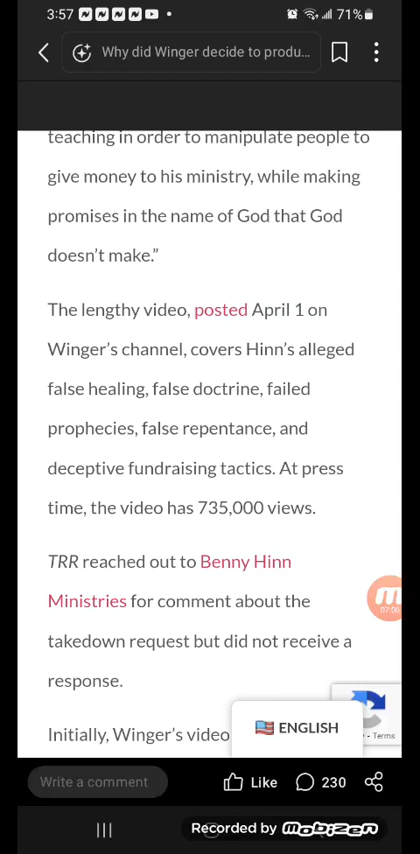 3:57
71%
Why did Winger decide to produ...
teaching in order to manipulate people to
give money to his ministry, while making
promises in the name of God that God
doesn't make.”
The lengthy video, posted April 1 on
Winger's channel, covers Hinn's alleged
false healing, false doctrine, failed
prophecies, false repentance, and
deceptive fundraising tactics. At press
time, the video has 735,000 views.
TRR reached out to Benny Hinn
Ministries for comment about the
takedown request but did not receive a
response.
07:00
Initially, Winger's video
ENGLISH
- Terms
Write a comment
Like
230
Recorded by mobizen